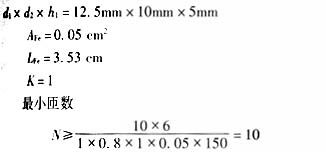 d₁×d₂×h₁=12.5mm×10mm×5mm
A_Fe=0.05 cm²
L_Fe=3.53 cm
K=1
最小匝数
N≥10×6/(1×0.8×1×0.05×150)=10